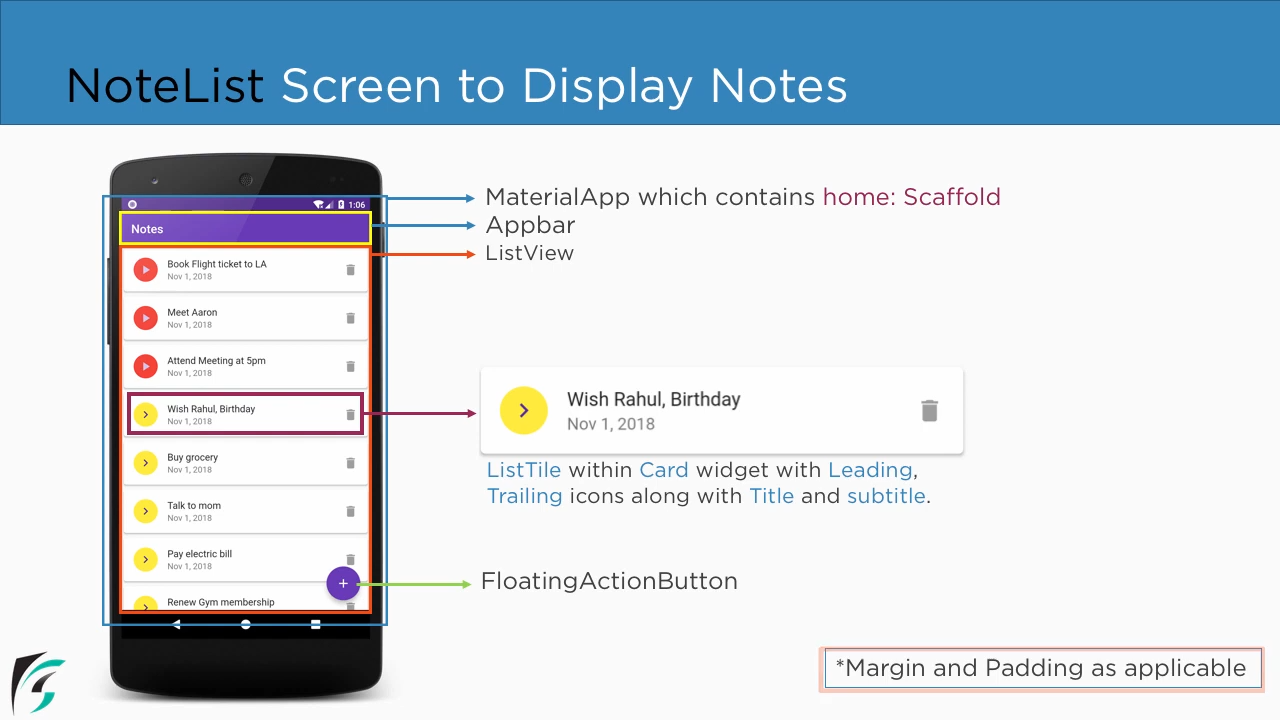 NoteList Screen to Display Notes
1:06
Notes
Book Flight ticket to LA
Nov 1, 2018
Meet Aaron
Nov 1, 2018
Attend Meeting at 5pm
Nov 1, 2018
Wish Rahul, Birthday
Nov 1, 2018
Buy grocery
Nov 1, 2018
Talk to mom
Nov 1, 2018
Pay electric bill
Nov 1, 2018
Renew Gym membership
MaterialApp which contains home: Scaffold
Appbar
ListView
Wish Rahul, Birthday
Nov 1, 2018
ListTile within Card widget with Leading,
Trailing icons along with Title and subtitle.
FloatingActionButton
*Margin and Padding as applicable